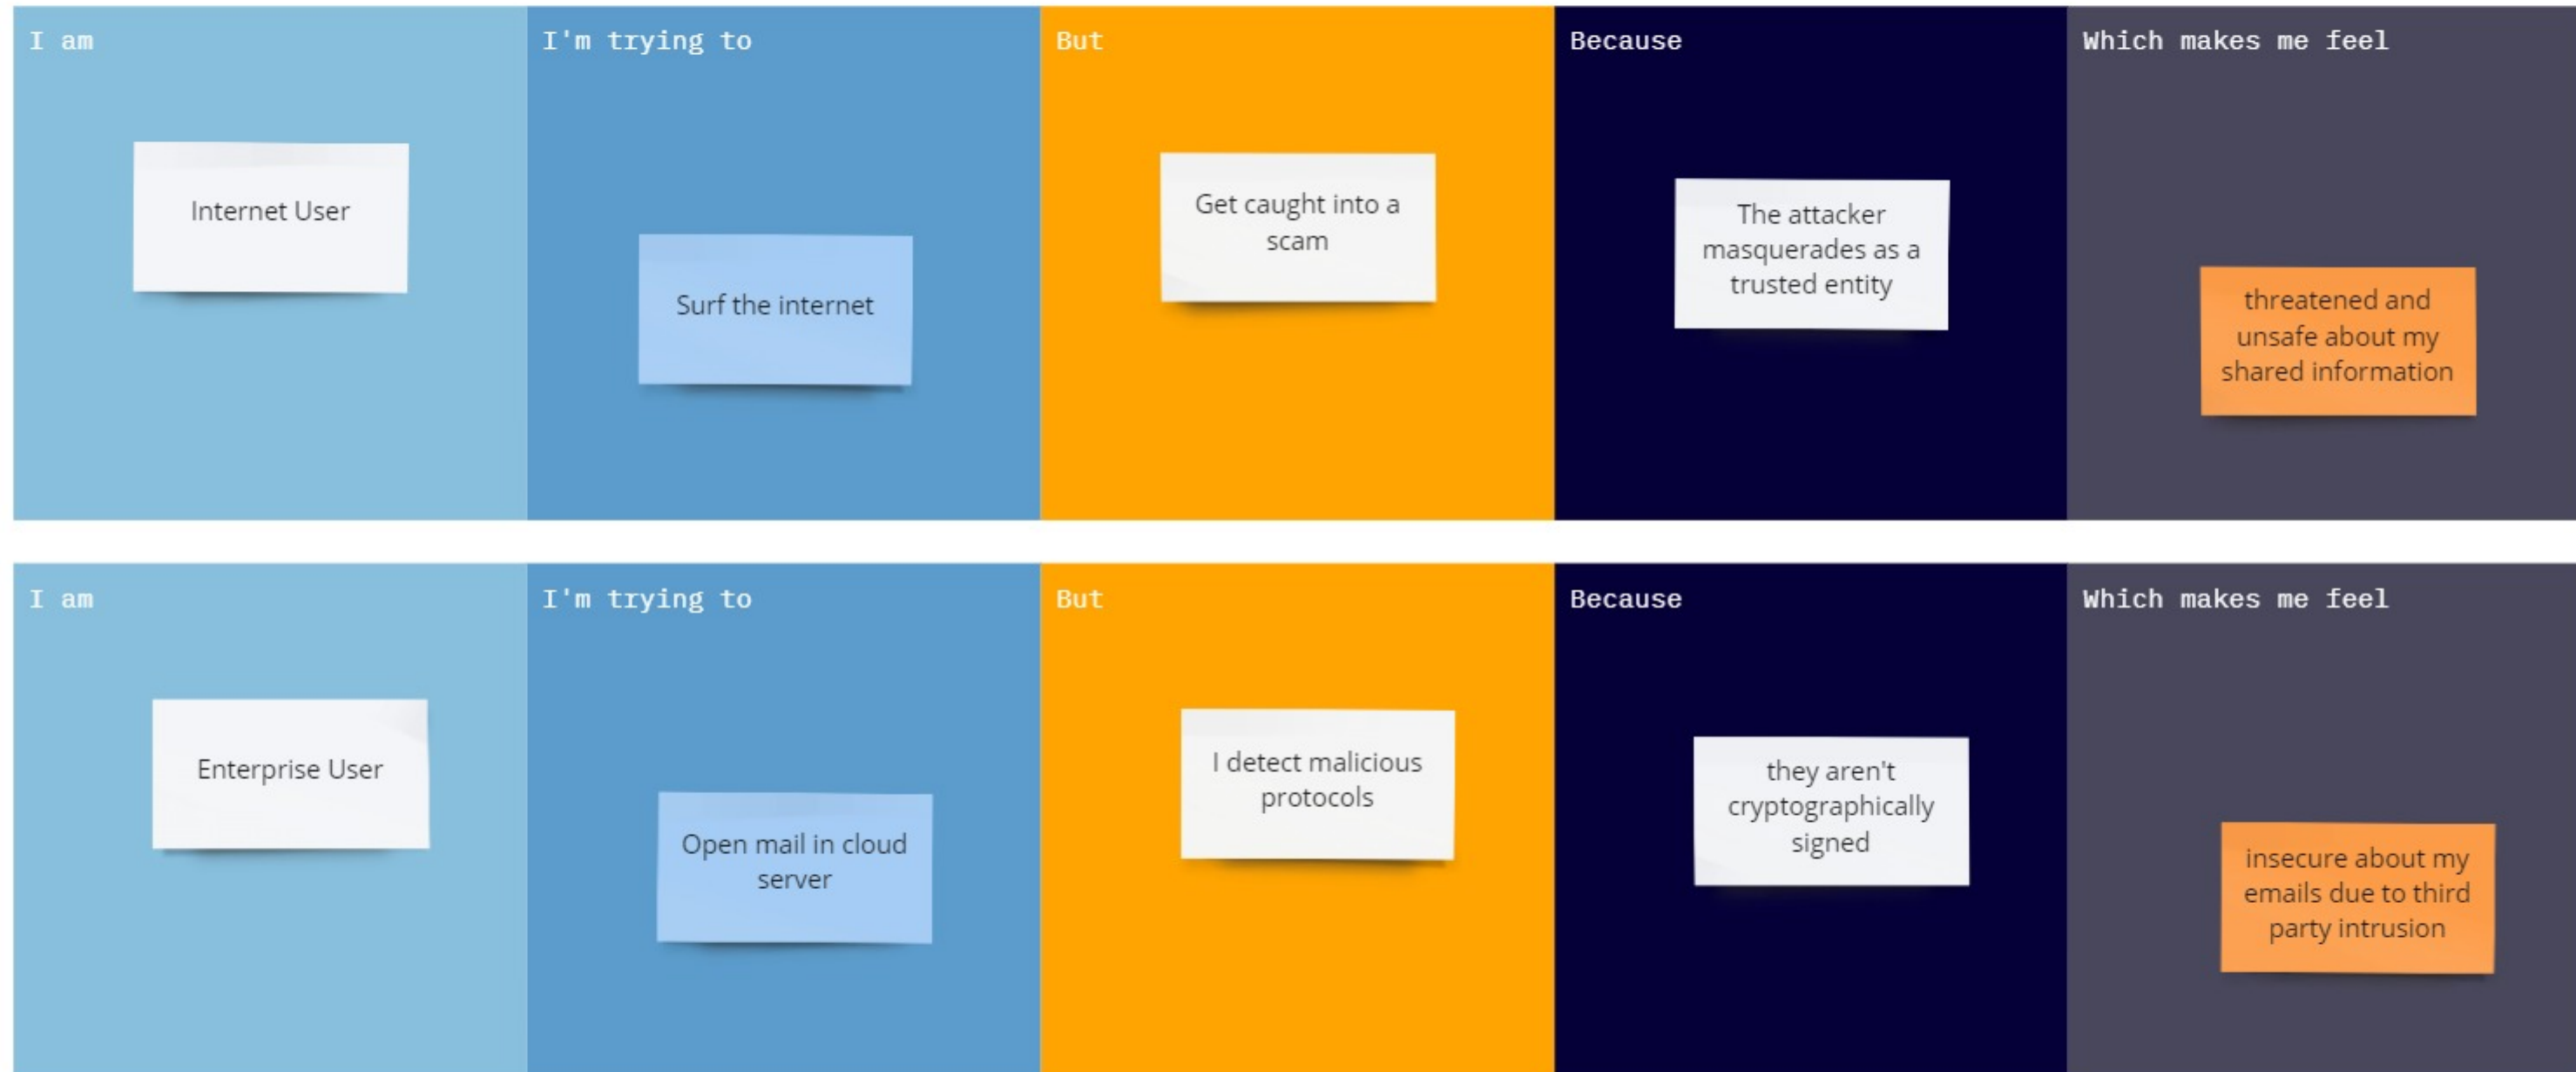 I am
Internet User
I'm trying to
Surf the internet
But
Get caught into a
scam
Because
The attacker
masquerades as a
trusted entity
Which makes me feel
threatened and
unsafe about my
shared information
I am
Enterprise User
I'm trying to
Open mail in cloud
server
But
I detect malicious
protocols
Because
they aren't
cryptographically
signed
Which makes me feel
insecure about my
emails due to third
party intrusion